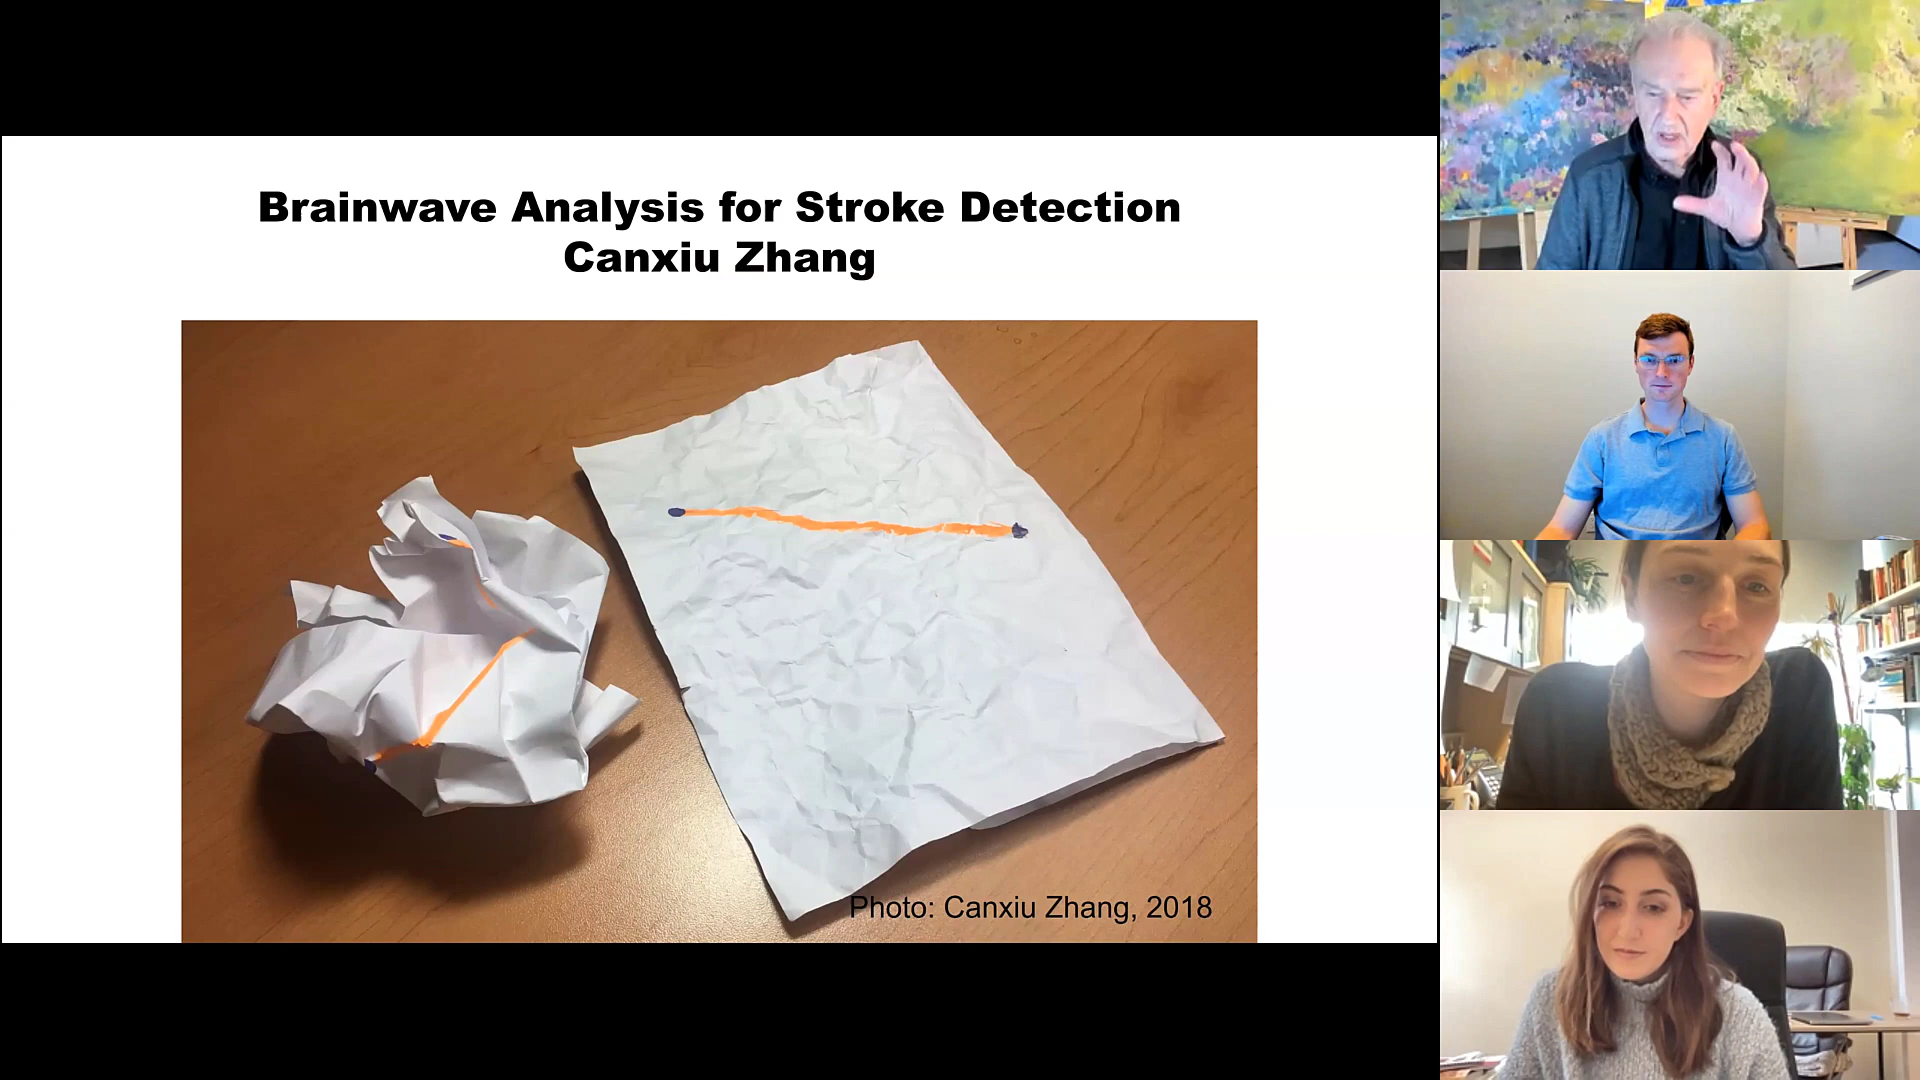 Brainwave Analysis for Stroke Detection
Canxiu Zhang
Photo: Canxiu Zhang, 2018